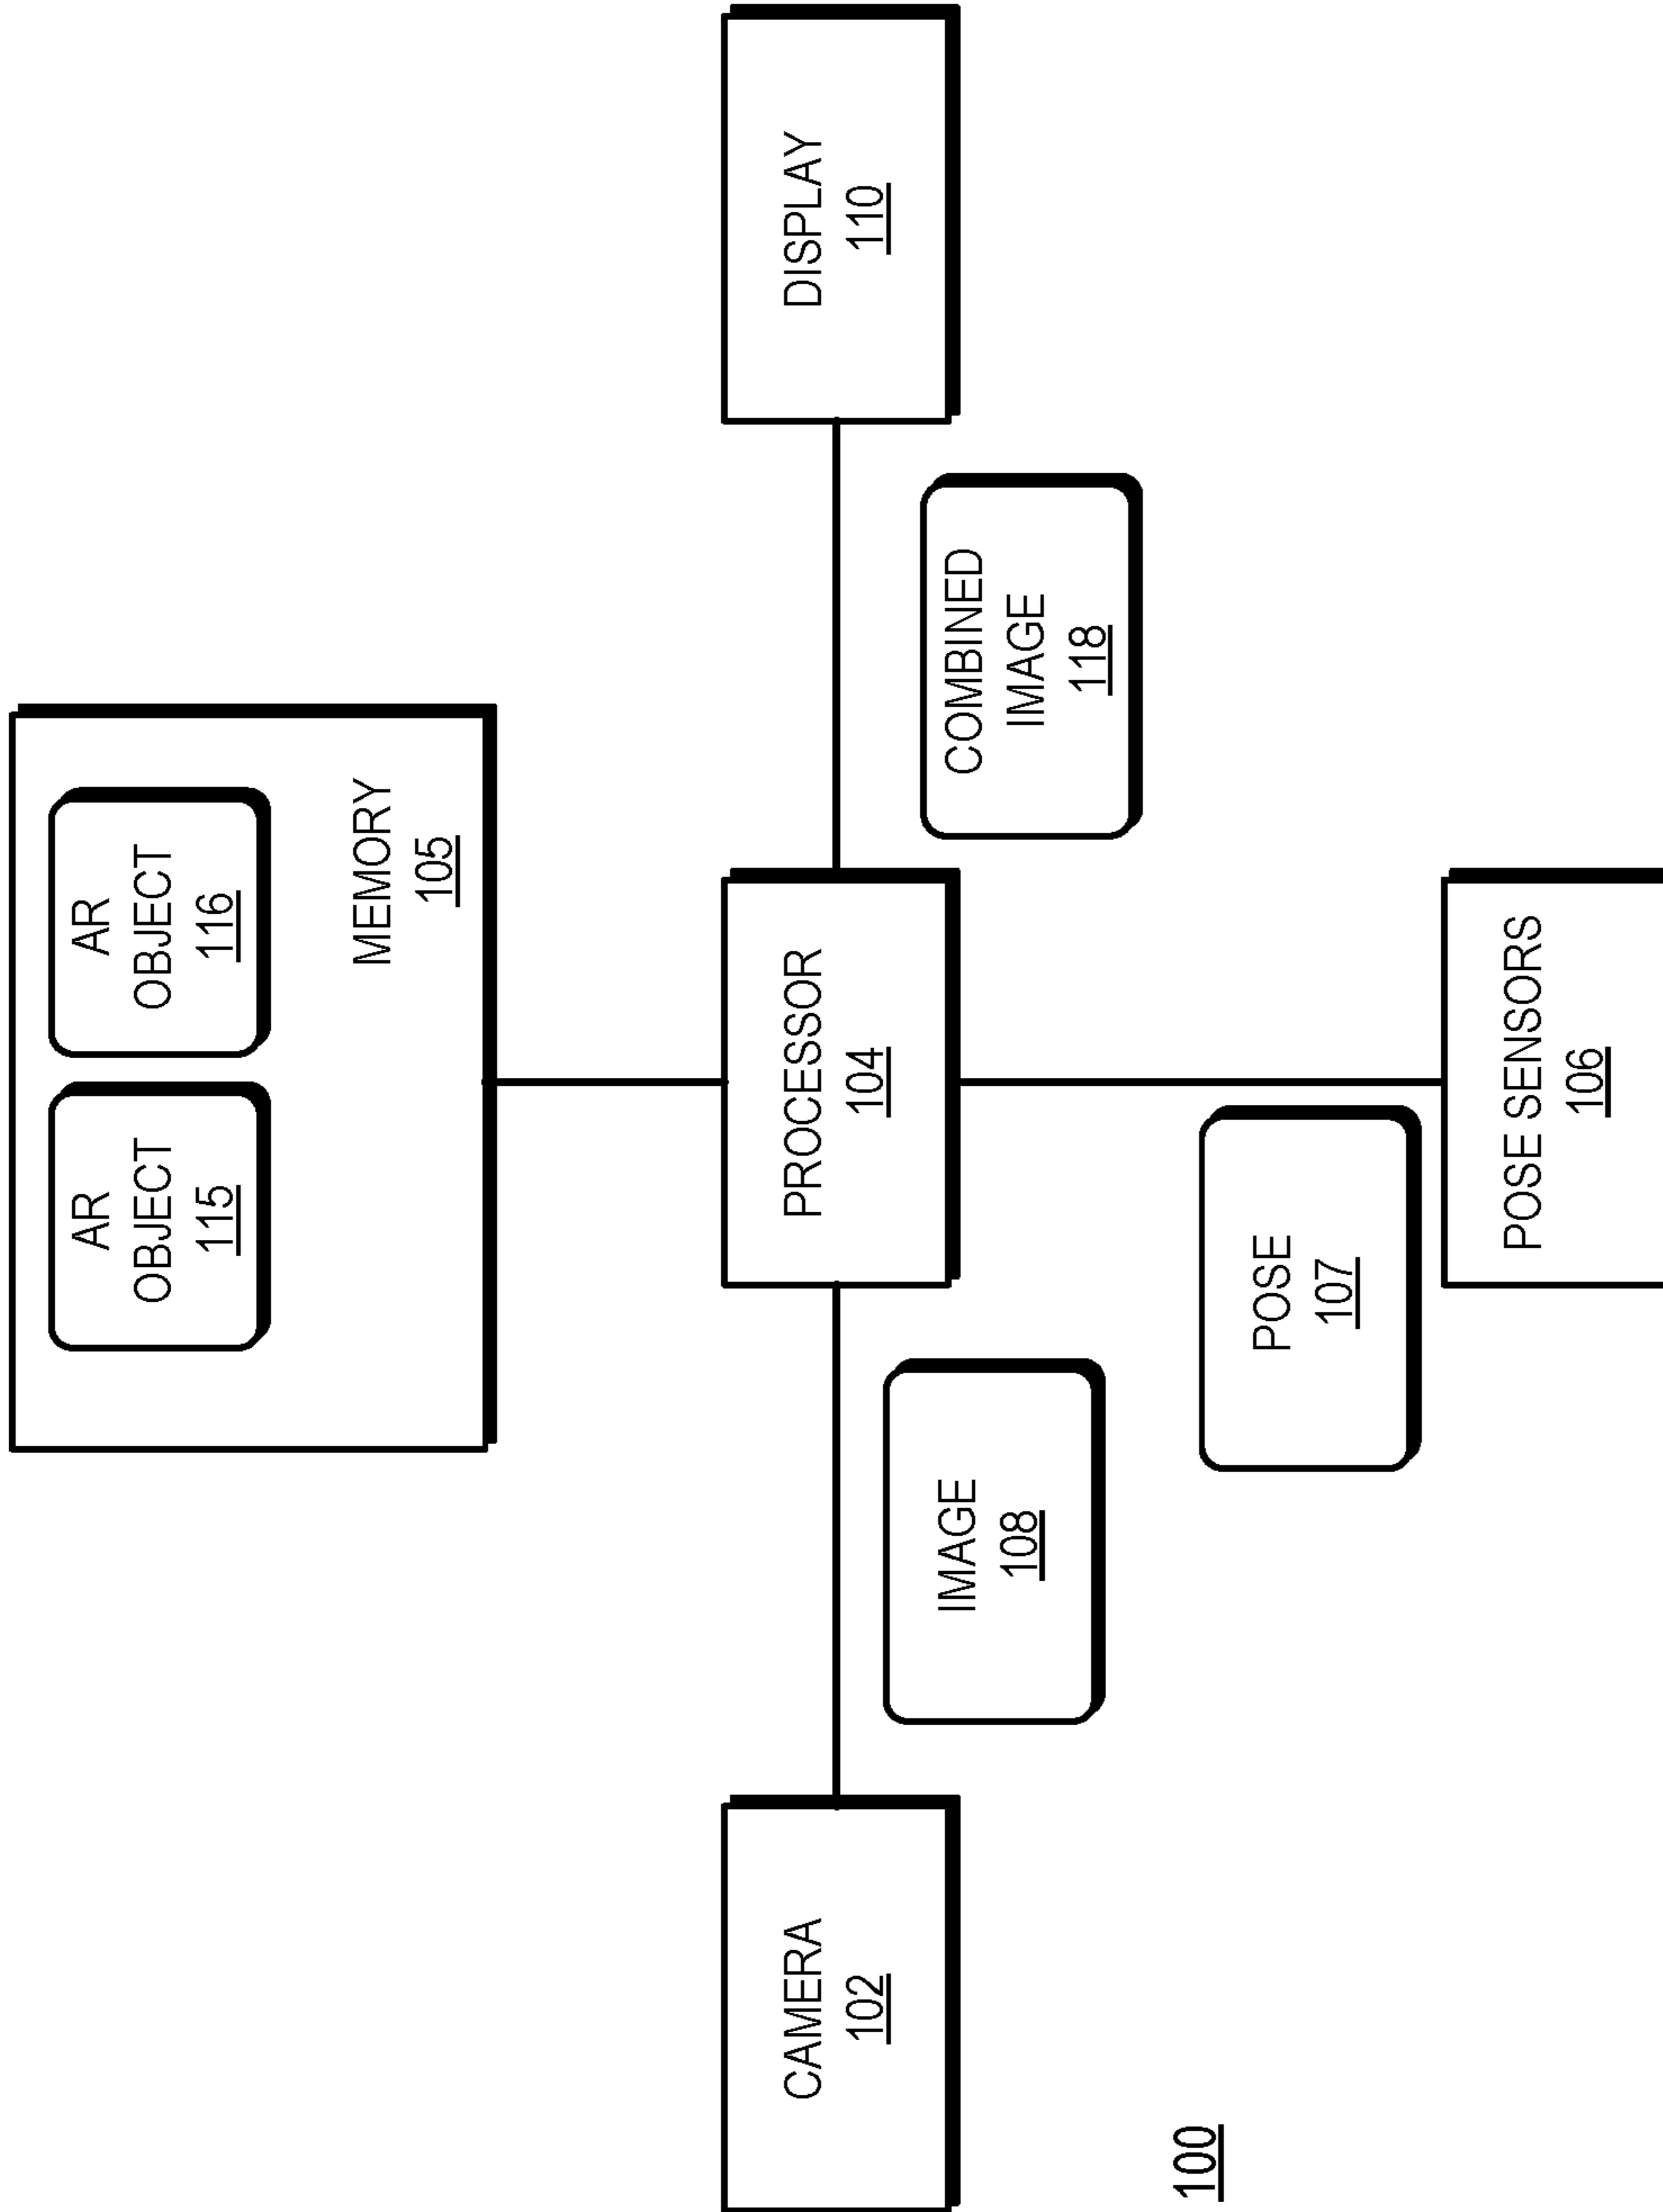 AR
OBJECT
115
AR
OBJECT
116
MEMORY
105
CAMERA
102
PROCESSOR
104
DISPLAY
110
IMAGE
108
COMBINED
IMAGE
118
POSE
107
POSE SENSORS
106
100